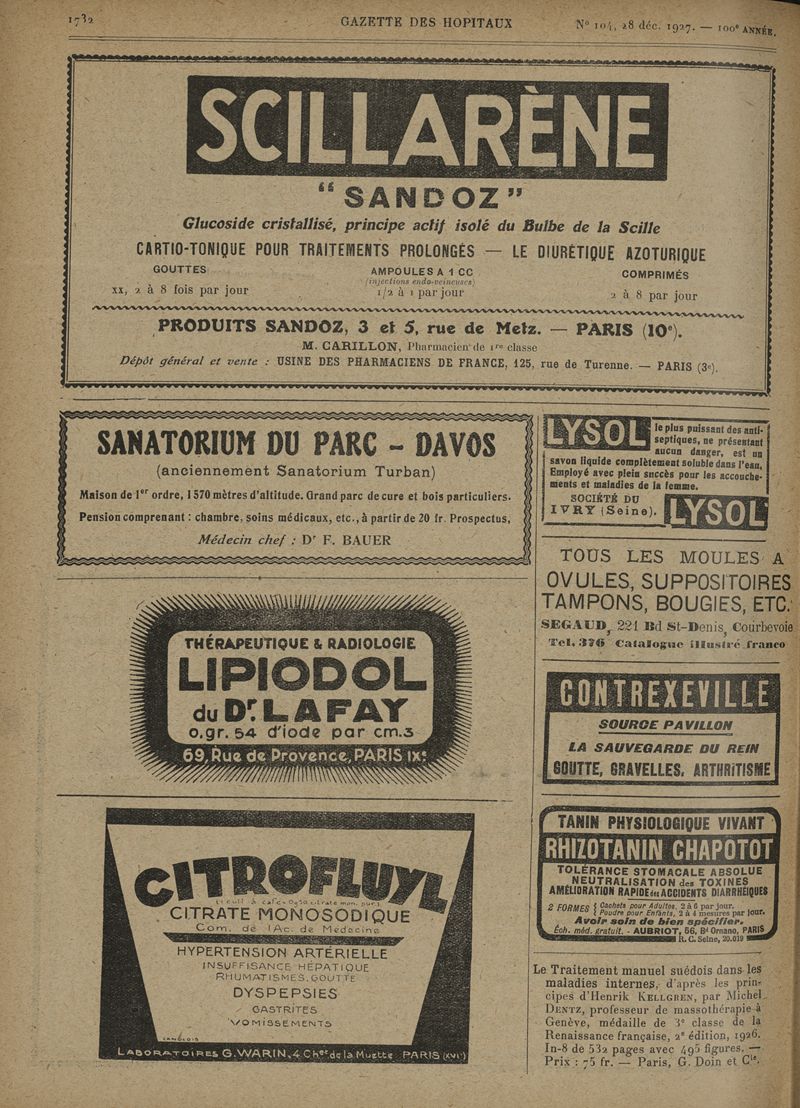 1732
GAZETTE DES HOPITAUX
N° 104, 28 déc. 1927. — 100e ANNÉE.
SCILLARÈNE
“SANDOZ”
Glucoside cristallisé, principe actif isolé du Bulbe de la Scille
CARTIO-TONIQUE POUR TRAITEMENTS PROLONGÉS — LE DIURÉTIQUE AZOTURIQUE
GOUTTES
xx, 2 à 8 fois par jour
AMPOULES A 1 CC
(injections endo-veineuses)
1/2 à 1 par jour
COMPRIMÉS
2 à 8 par jour
PRODUITS SANDOZ, 3 et 5, rue de Metz. — PARIS (10e).
M. CARILLON, Pharmacien de 1re classe
Dépôt général et vente : USINE DES PHARMACIENS DE FRANCE, 125, rue de Turenne. — PARIS (3e).
SANATORIUM DU PARC - DAVOS
(anciennement Sanatorium Turban)
Maison de 1er ordre, 1570 mètres d'altitude. Grand parc de cure et bois particuliers.
Pension comprenant : chambre, soins médicaux, etc., à partir de 20 fr. Prospectus,
Médecin chef : Dr F. BAUER
THÉRAPEUTIQUE & RADIOLOGIE
LIPIODOL
du Dr. LAFAY
0,gr. 54 d'iode par cm.3
69, Rue de Provence, PARIS IXe
CITROFLUYL
CITRATE MONOSODIQUE
Com. de l'Ac. de Médecine
HYPERTENSION ARTÉRIELLE
INSUFFISANCE HÉPATIQUE
RHUMATISMES. GOUTTE
DYSPEPSIES
GASTRITES
VOMISSEMENTS
LANGLOIS
LABORATOIRES G. WARIN, 4 Chée de la Muette PARIS (XVIe)
LYSOL le plus puissant des anti-
septiques, ne présentant
aucun danger, est un
savon liquide complètement soluble dans l'eau,
Employé avec plein succès pour les accouche-
ments et maladies de la femme.
SOCIÉTÉ DU
IVRY (Seine). LYSOL
TOUS LES MOULES A
OVULES, SUPPOSITOIRES
TAMPONS, BOUGIES, ETC.
SEGAUD, 221 Bd St-Denis, Courbevoie
Tel. 376 Catalogue illustré franco
CONTREXEVILLE
SOURCE PAVILLON
LA SAUVEGARDE DU REIN
GOUTTE, GRAVELLES, ARTHRITISME
TANIN PHYSIOLOGIQUE VIVANT
RHIZOTANIN CHAPOTOT
TOLÉRANCE STOMACALE ABSOLUE
NEUTRALISATION des TOXINES
AMÉLIORATION RAPIDE des ACCIDENTS DIARRHÉIQUES
2 FORMES { Cachets pour Adultes, 2 à 6 par jour.
{ Poudre pour Enfants, 2 à 4 mesures par jour.
Avoir soin de bien spécifier.
Éch. méd. gratuit. - AUBRIOT, 56, Bd Ornano, PARIS
R. C. Seine, 20.019
Le Traitement manuel suédois dans les
maladies internes, d'après les prin-
cipes d'Henrik KELLGREN, par Michel
DENTZ, professeur de massothérapie à
Genève, médaille de 3e classe de la
Renaissance française, 2e édition, 1926.
In-8 de 532 pages avec 495 figures. —
Prix : 75 fr. — Paris, G. Doin et Cie.